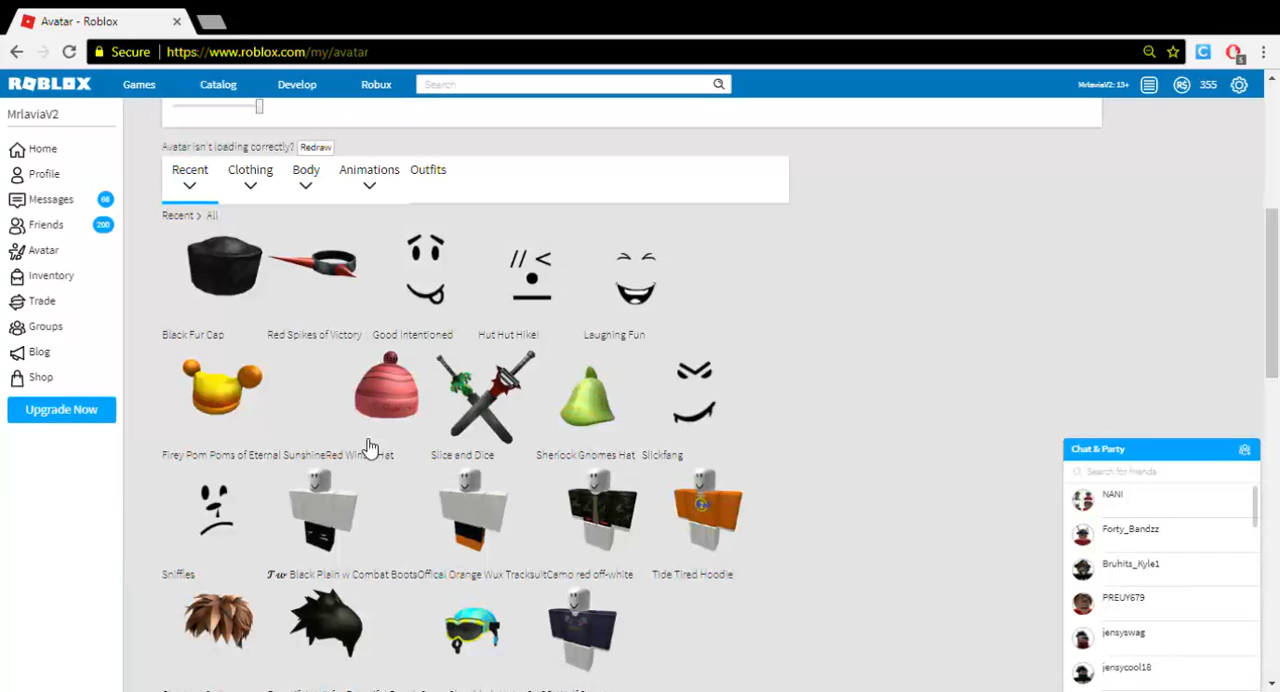 Avatar - Roblox
Secure https://www.roblox.com/my/avatar
5
ROBLOX Games Catalog Develop Robux Search MrlaviaV2: 13+ R$ 355
MrlaviaV2
Home
Profile
Messages 60
Friends 200
Avatar
Inventory
Trade
Groups
Blog
Shop
Upgrade Now
Avatar isn't loading correctly? Redraw
Recent Clothing Body Animations Outfits
Recent > All
Black Fur Cap Red Spikes of Victory Good Intentioned Hut Hut Hike! Laughing Fun
Firey Pom Poms of Eternal Sunshine Hat Slice and Dice Sherlock Gnomes Hat Slickfang
Sniffles Black Plain w Combat Boots Offical Orange Wux Tracksuit Camo red off-white Tide Tired Hoodie
Chat & Party
Search for friends
NANI
Forty_Bandzz
Bruhits_Kyle1
PREUY679
jensyswag
jensycool18